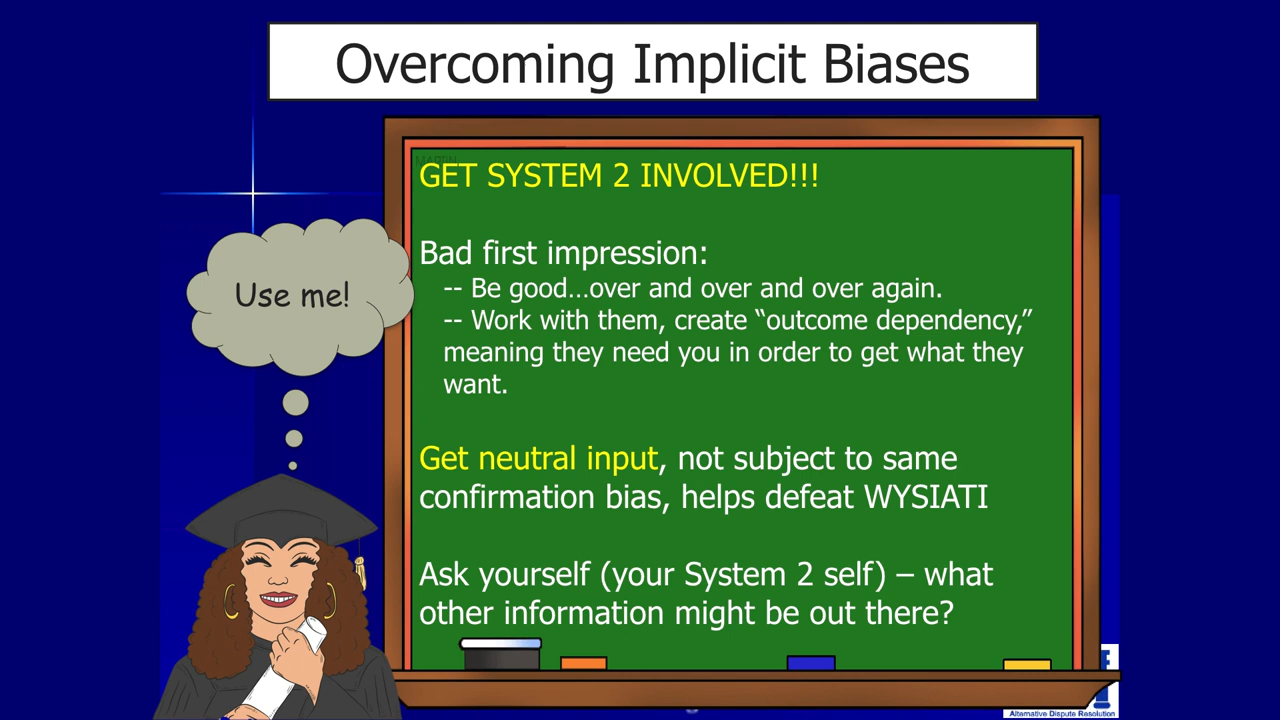 Overcoming Implicit Biases
GET SYSTEM 2 INVOLVED!!!
Bad first impression:
-- Be good…over and over and over again.
-- Work with them, create “outcome dependency,”
meaning they need you in order to get what they
want.
Get neutral input, not subject to same
confirmation bias, helps defeat WYSIATI
Ask yourself (your System 2 self) – what
other information might be out there?
Use me!
Alternative Dispute Resolution